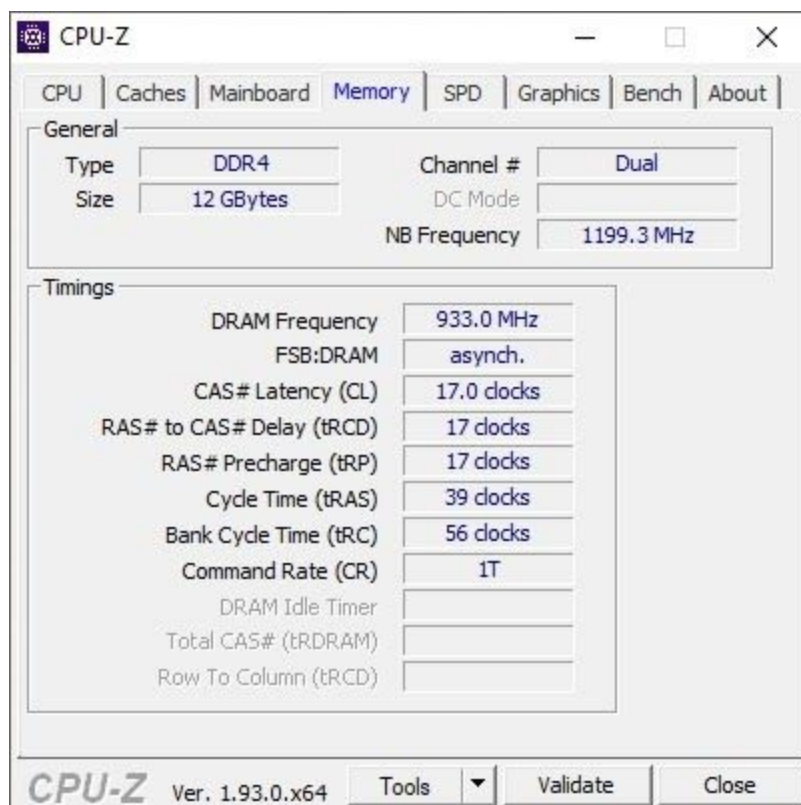 CPU-Z
CPU Caches Mainboard Memory SPD Graphics Bench About
General
Type DDR4 Channel # Dual
Size 12 GBytes DC Mode
NB Frequency 1199.3 MHz
Timings
DRAM Frequency 933.0 MHz
FSB:DRAM asynch.
CAS# Latency (CL) 17.0 clocks
RAS# to CAS# Delay (tRCD) 17 clocks
RAS# Precharge (tRP) 17 clocks
Cycle Time (tRAS) 39 clocks
Bank Cycle Time (tRC) 56 clocks
Command Rate (CR) 1T
DRAM Idle Timer
Total CAS# (tRDRAM)
Row To Column (tRCD)
CPU-Z Ver. 1.93.0.x64 Tools Validate Close